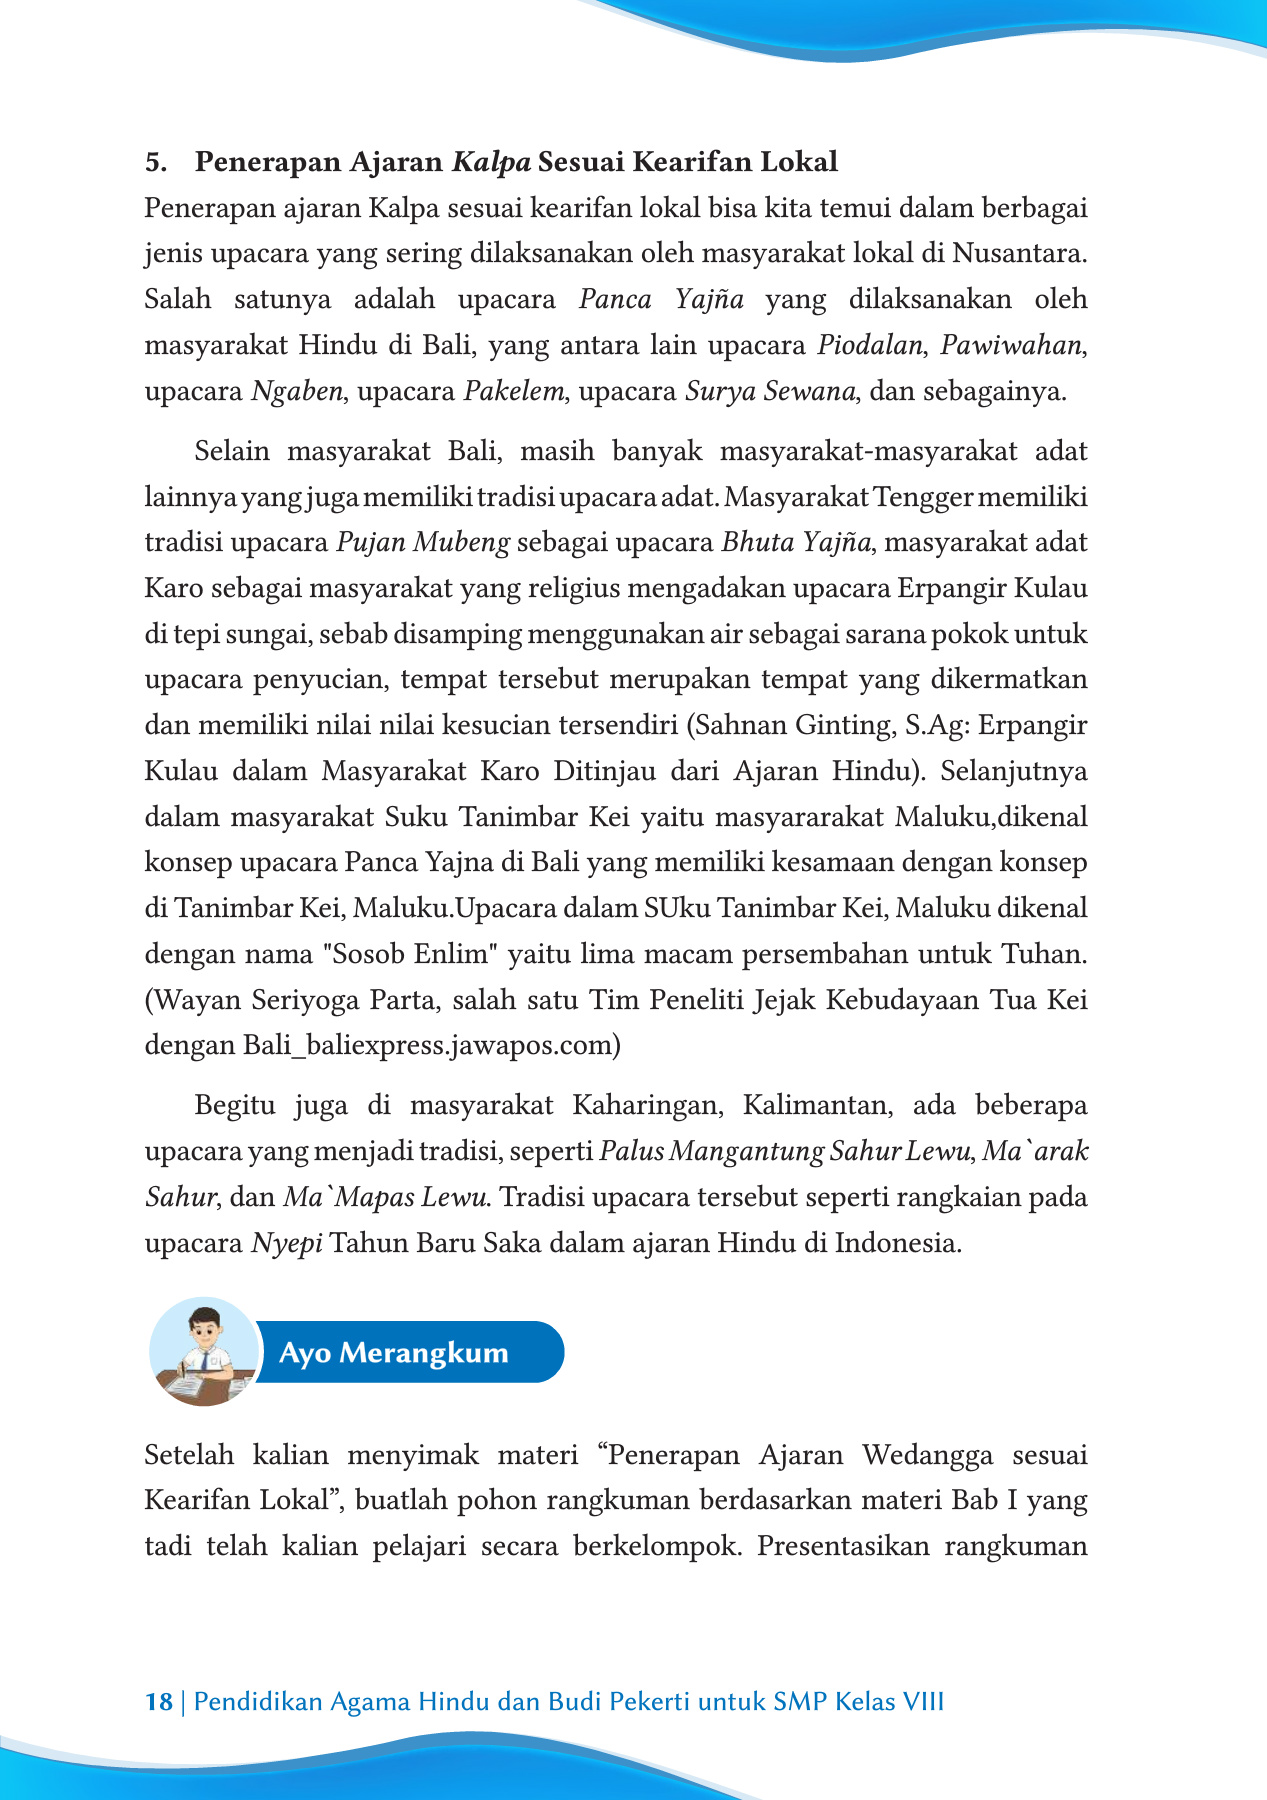 5. Penerapan Ajaran Kalpa Sesuai Kearifan Lokal
Penerapan ajaran Kalpa sesuai kearifan lokal bisa kita temui dalam berbagai
jenis upacara yang sering dilaksanakan oleh masyarakat lokal di Nusantara.
Salah satunya adalah upacara Panca Yajña yang dilaksanakan oleh
masyarakat Hindu di Bali, yang antara lain upacara Piodalan, Pawiwahan,
upacara Ngaben, upacara Pakelem, upacara Surya Sewana, dan sebagainya.
Selain masyarakat Bali, masih banyak masyarakat-masyarakat adat
lainnya yang juga memiliki tradisi upacara adat. Masyarakat Tengger memiliki
tradisi upacara Pujan Mubeng sebagai upacara Bhuta Yajña, masyarakat adat
Karo sebagai masyarakat yang religius mengadakan upacara Erpangir Kulau
di tepi sungai, sebab disamping menggunakan air sebagai sarana pokok untuk
upacara penyucian, tempat tersebut merupakan tempat yang dikermatkan
dan memiliki nilai nilai kesucian tersendiri (Sahnan Ginting, S.Ag: Erpangir
Kulau dalam Masyarakat Karo Ditinjau dari Ajaran Hindu). Selanjutnya
dalam masyarakat Suku Tanimbar Kei yaitu masyararakat Maluku,dikenal
konsep upacara Panca Yajna di Bali yang memiliki kesamaan dengan konsep
di Tanimbar Kei, Maluku.Upacara dalam SUku Tanimbar Kei, Maluku dikenal
dengan nama "Sosob Enlim" yaitu lima macam persembahan untuk Tuhan.
(Wayan Seriyoga Parta, salah satu Tim Peneliti Jejak Kebudayaan Tua Kei
dengan Bali_baliexpress.jawapos.com)
Begitu juga di masyarakat Kaharingan, Kalimantan, ada beberapa
upacara yang menjadi tradisi, seperti Palus Mangantung Sahur Lewu, Ma`arak
Sahur, dan Ma`Mapas Lewu. Tradisi upacara tersebut seperti rangkaian pada
upacara Nyepi Tahun Baru Saka dalam ajaran Hindu di Indonesia.
Ayo Merangkum
Setelah kalian menyimak materi “Penerapan Ajaran Wedangga sesuai
Kearifan Lokal”, buatlah pohon rangkuman berdasarkan materi Bab I yang
tadi telah kalian pelajari secara berkelompok. Presentasikan rangkuman
18 | Pendidikan Agama Hindu dan Budi Pekerti untuk SMP Kelas VIII